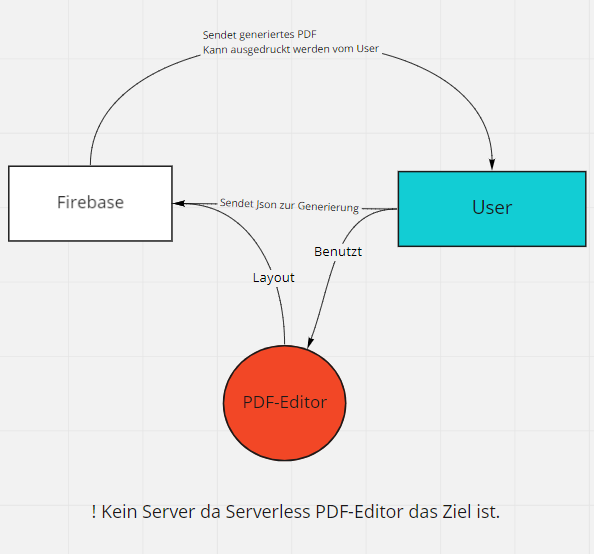 Sendet generiertes PDF
Kann ausgedruckt werden vom User
Firebase
Sendet Json zur Generierung
User
Benutzt
Layout
PDF-Editor
! Kein Server da Serverless PDF-Editor das Ziel ist.